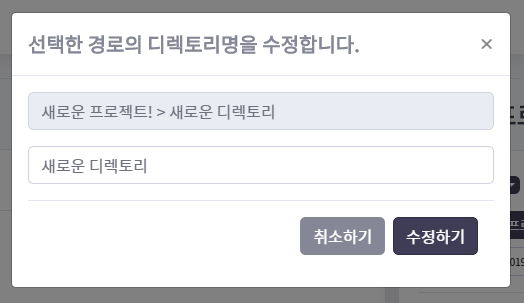 선택한 경로의 디렉토리명을 수정합니다.
×
새로운 프로젝트! > 새로운 디렉토리
새로운 디렉토리
취소하기 수정하기